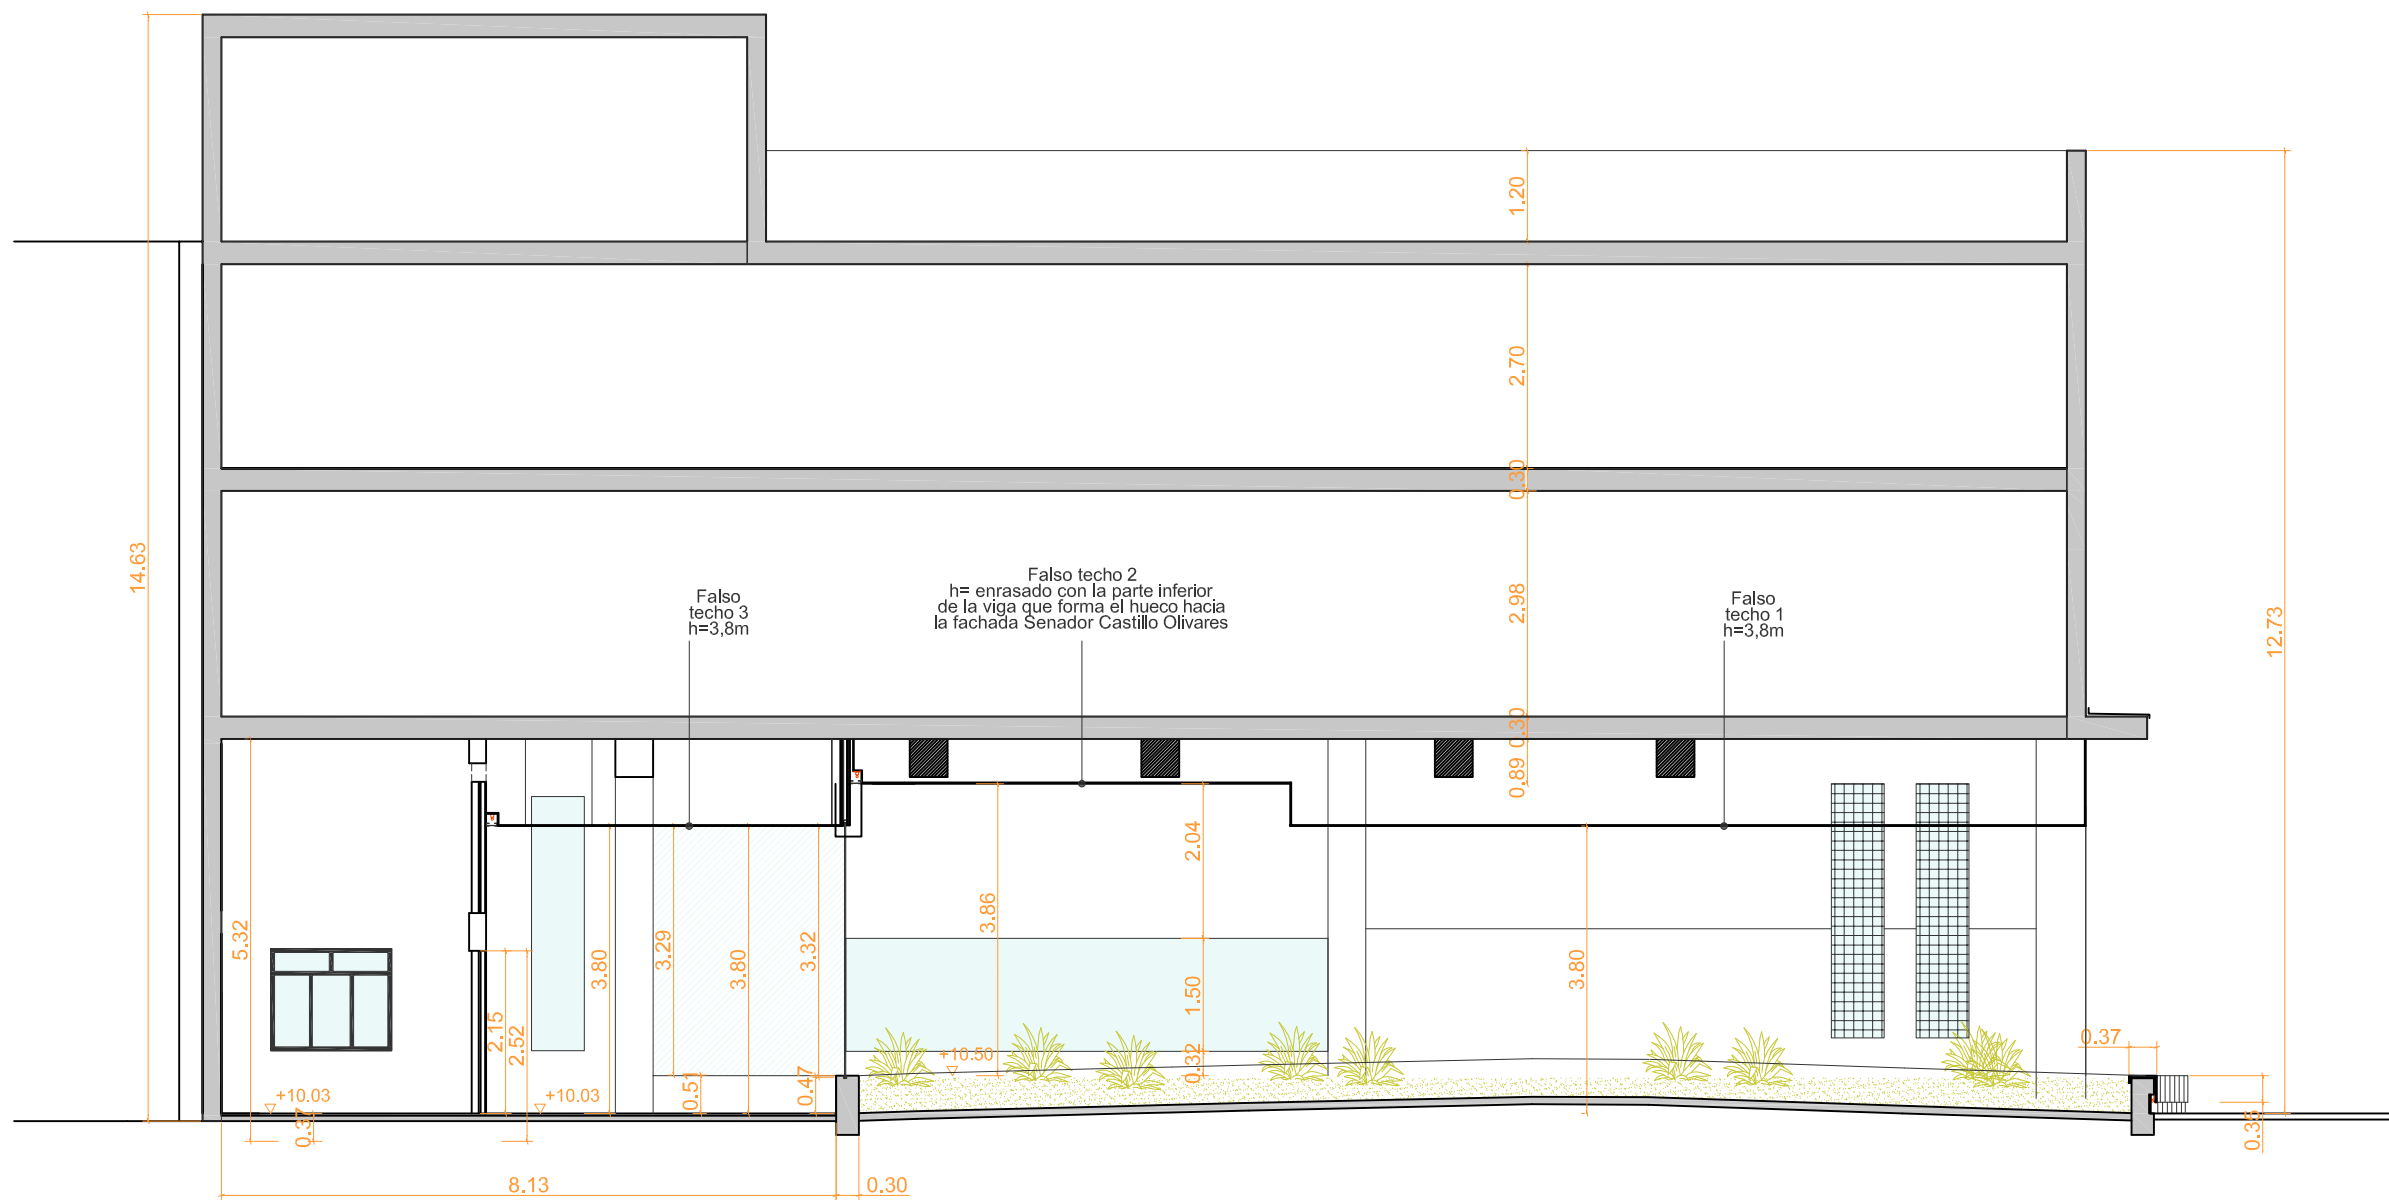 1.20
2.70
0.30
14.63
2.98
12.73
Falso
techo 3
h=3,8m
Falso techo 2
h= enrasado con la parte inferior
de la viga que forma el hueco hacia
la fachada Senador Castillo Olivares
Falso
techo 1
h=3,8m
0.30
0.89
5.32
2.15
2.52
3.80
3.29
3.80
3.32
3.86
2.04
1.50
0.32
3.80
0.37
+10.03
0.37
+10.03
0.51
0.47
+10.50
8.13
0.30